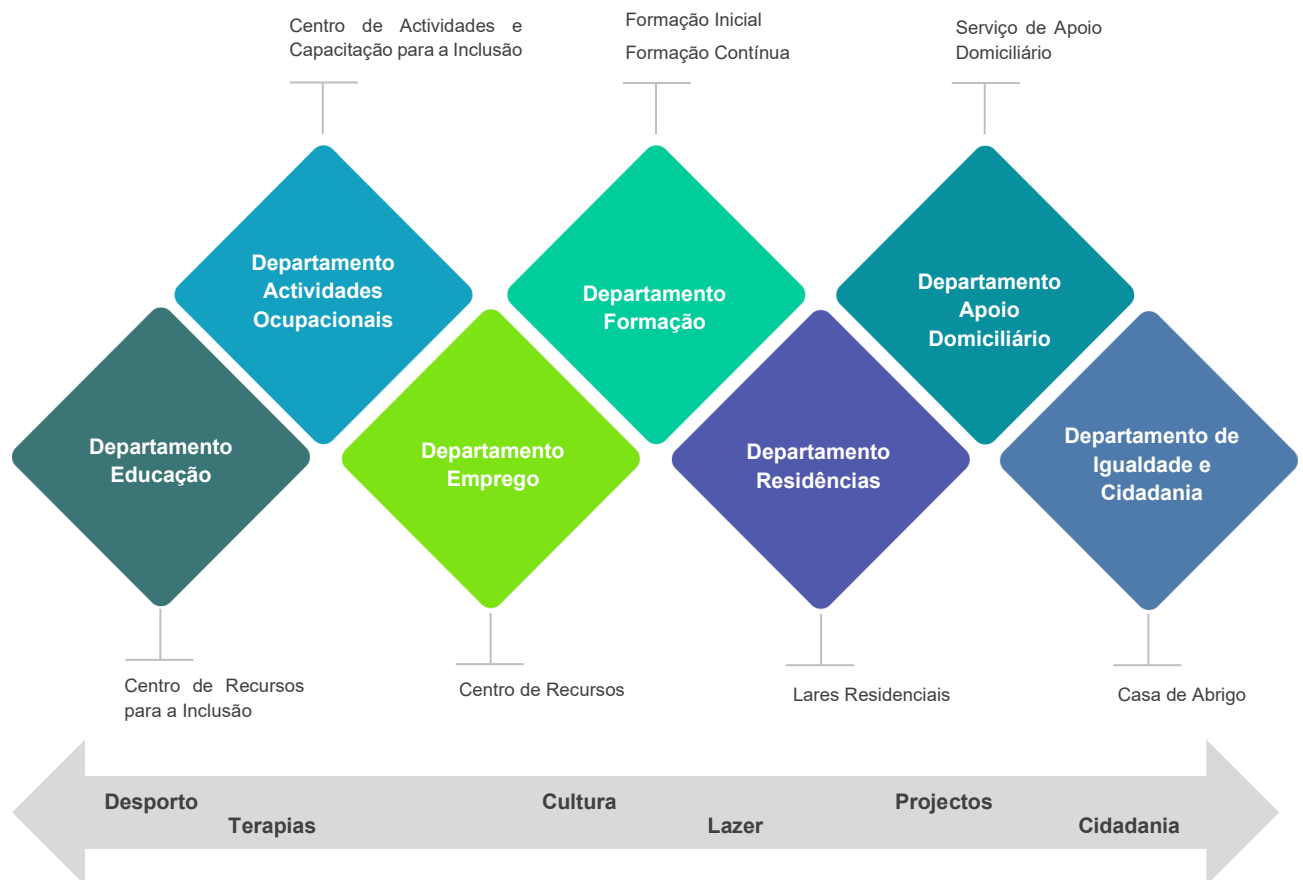 Centro de Actividades e
Capacitação para a Inclusão
Formação Inicial
Formação Contínua
Serviço de Apoio
Domiciliário
Departamento
Actividades
Ocupacionais
Departamento
Formação
Departamento
Apoio
Domiciliário
Departamento
Educação
Departamento
Emprego
Departamento
Residências
Departamento de
Igualdade e
Cidadania
Centro de Recursos
para a Inclusão
Centro de Recursos
Lares Residenciais
Casa de Abrigo
Desporto
Terapias
Cultura
Lazer
Projectos
Cidadania